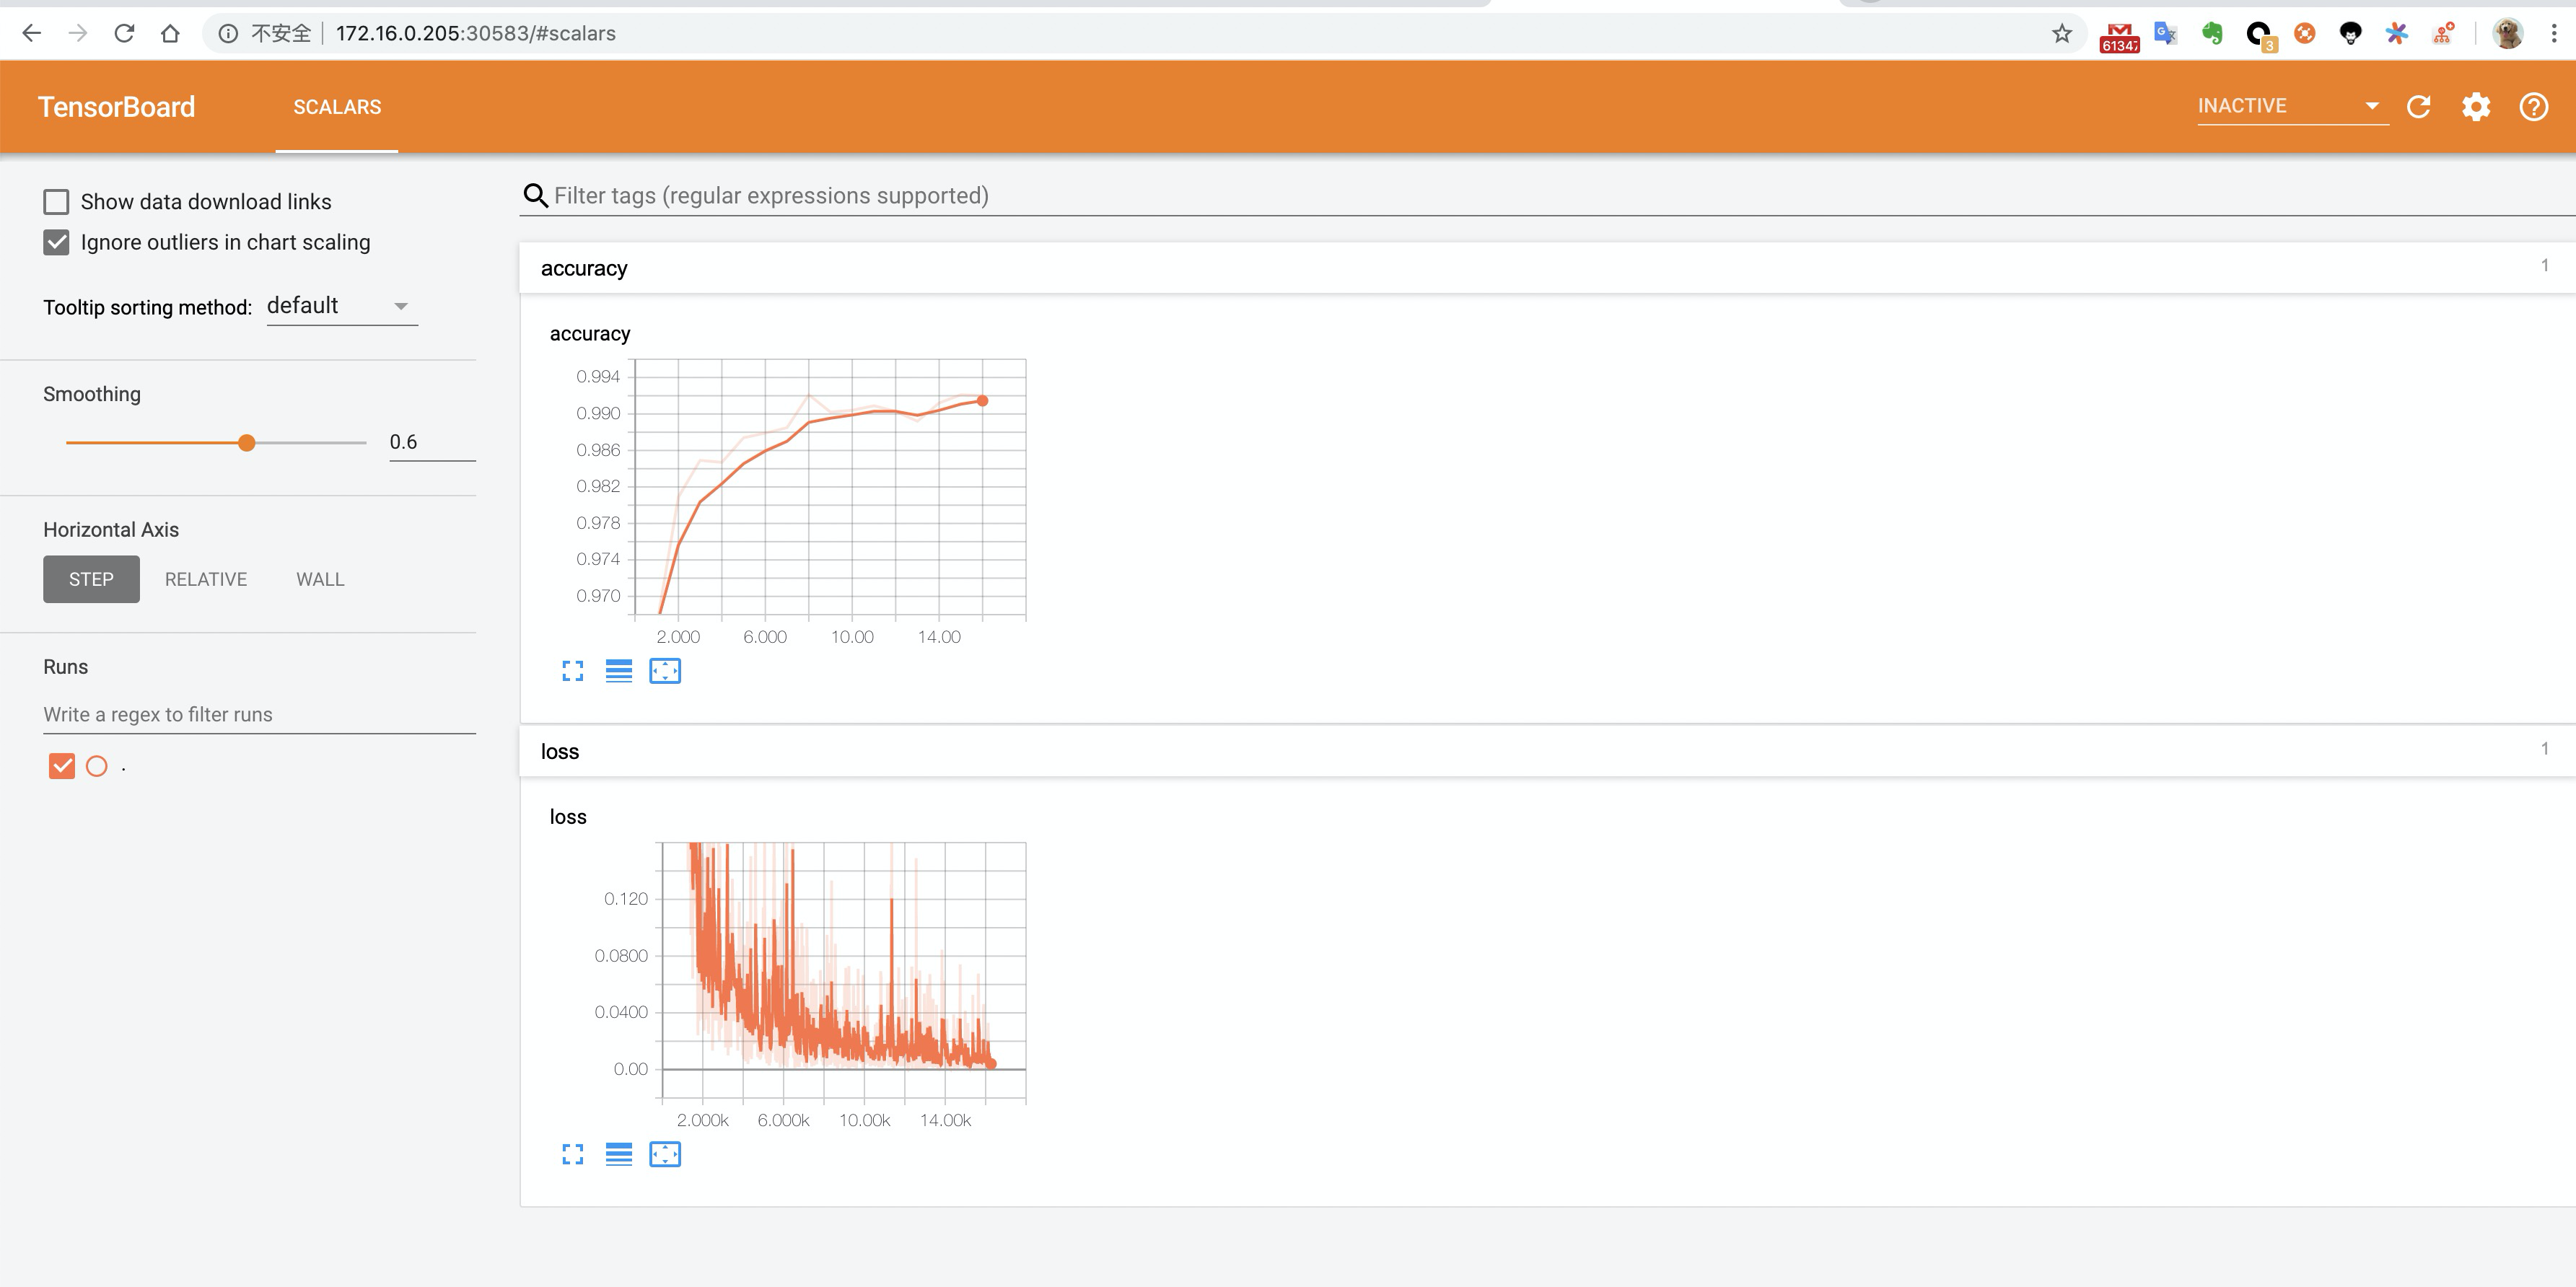 不安全 172.16.0.205:30583/#scalars
3
TensorBoard SCALARS INACTIVE
Show data download links
Ignore outliers in chart scaling
Tooltip sorting method: default
Smoothing
0.6
Horizontal Axis
STEP RELATIVE WALL
Runs
Write a regex to filter runs
.
Filter tags (regular expressions supported)
accuracy 1
accuracy
0.994
0.990
0.986
0.982
0.978
0.974
0.970
2.000 6.000 10.00 14.00
loss 1
loss
0.120
0.0800
0.0400
0.00
2.000k 6.000k 10.00k 14.00k